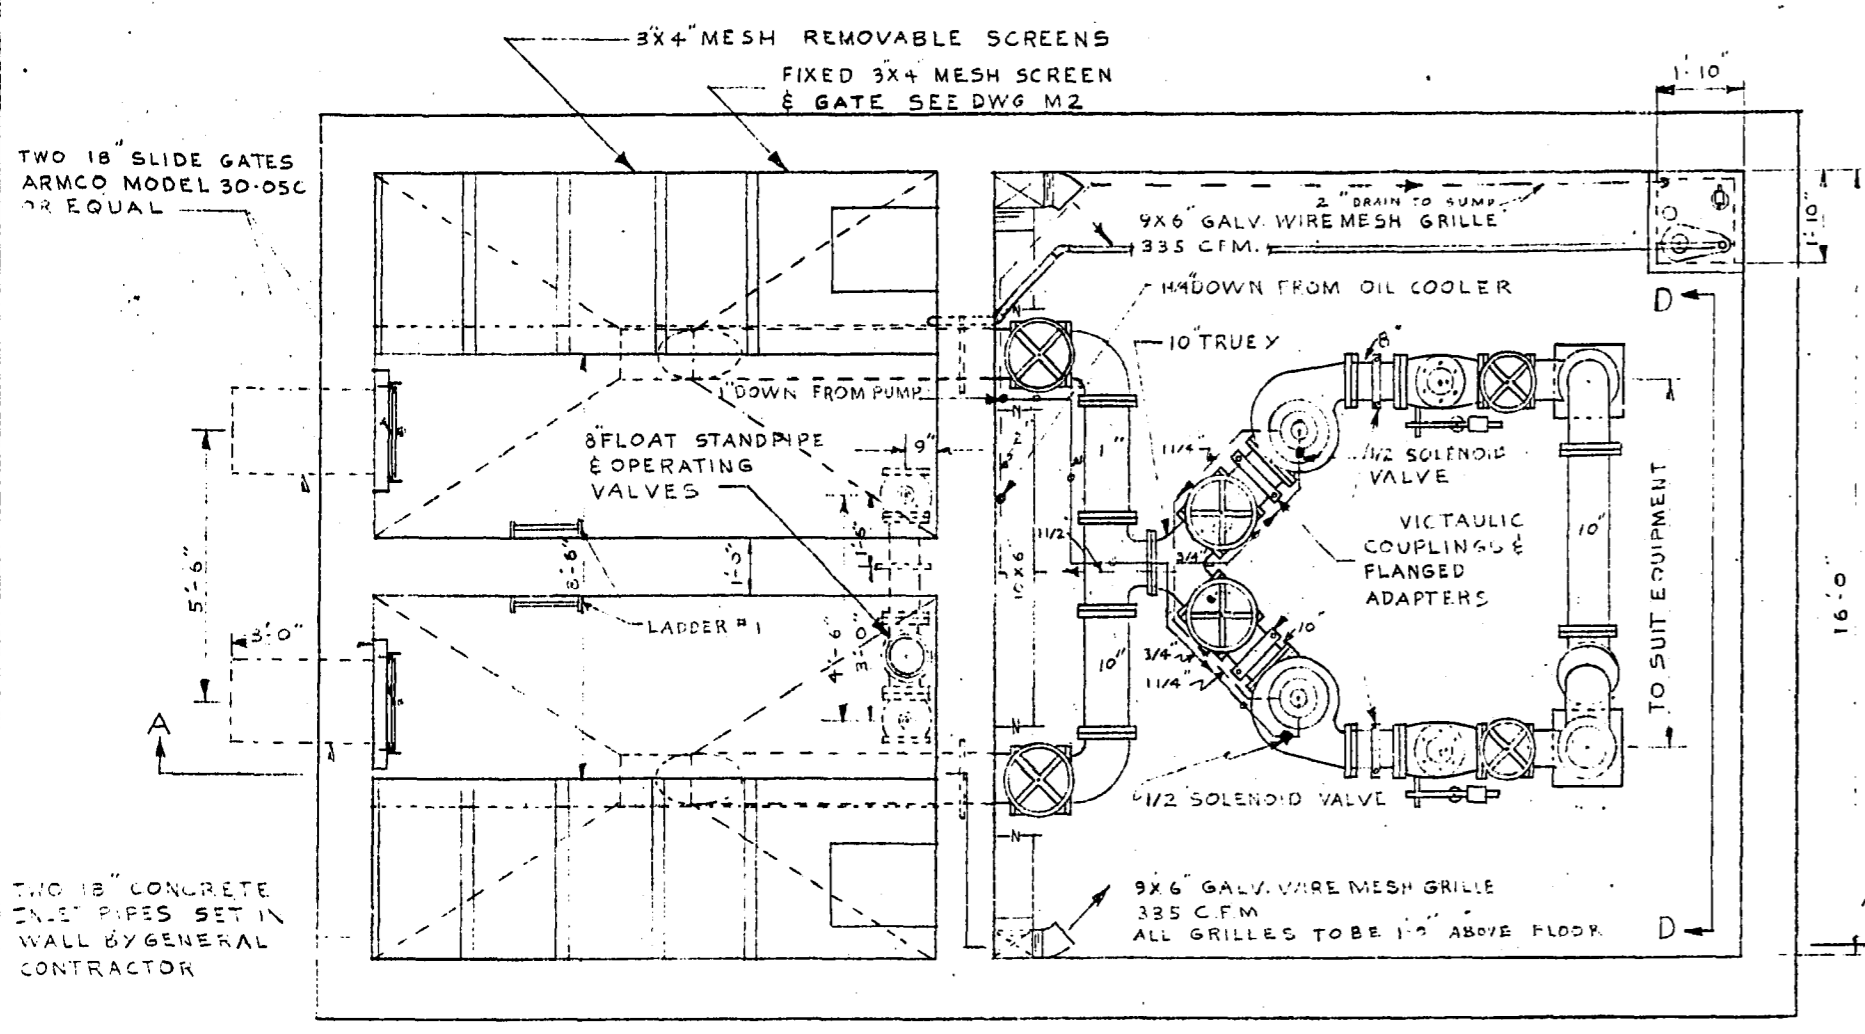 3"X4" MESH REMOVABLE SCREENS
FIXED 3"X4" MESH SCREEN
& GATE SEE DWG M2
1'-10"
TWO 18" SLIDE GATES
ARMCO MODEL 30-05C
OR EQUAL
2" DRAIN TO SUMP
9X6" GALV. WIRE MESH GRILLE
335 CFM.
1'-10"
DOWN FROM OIL COOLER
D
10" TRUE Y
8"
1" DOWN FROM PUMP
N
N
8" FLOAT STANDPIPE
& OPERATING
VALVES
9"
2"
1"
1 1/4"
1/2 SOLENOID
VALVE
VICTAULIC
COUPLINGS &
FLANGED
ADAPTERS
10"
TO SUIT EQUIPMENT
16'-0"
5'-6"
8'-6"
1'-0"
1'-6"
1 1/2"
3/4"
10X6
LADDER #1
3'-0"
4'-6"
3'-0"
10"
10"
3/4"
1 1/4"
A
N
N
1/2" SOLENOID VALVE
TWO 18" CONCRETE
INLET PIPES SET IN
WALL BY GENERAL
CONTRACTOR
9X6" GALV. WIRE MESH GRILLE
335 C.F.M
ALL GRILLES TO BE ABOVE FLOOR
D